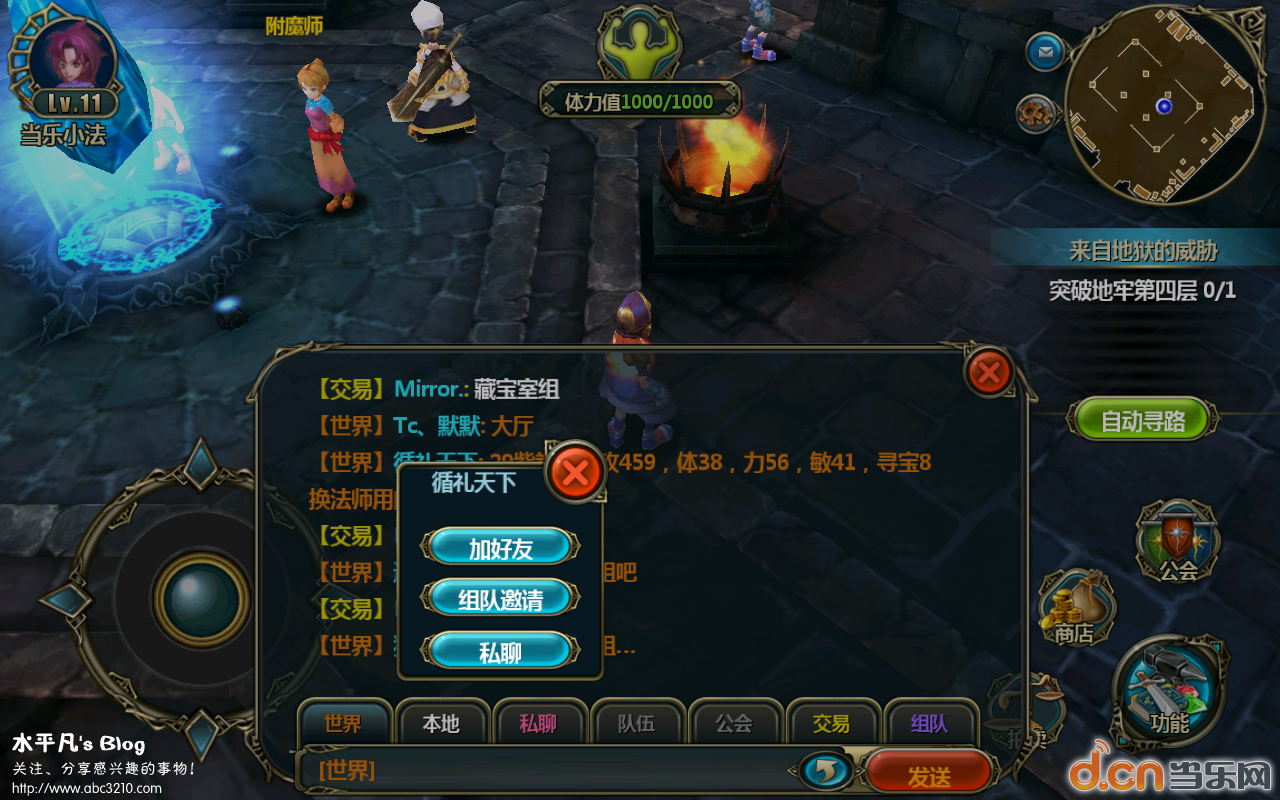 附魔师
Lv.11
当乐小法
体力值1000/1000
来自地狱的威胁
突破地牢第四层 0/1
自动寻路
【交易】Mirror.: 藏宝室组
【世界】Tc、默默: 大厅
【世界】循礼天下: 459，体38，力56，敏41，寻宝8
换法师用
【交易】
【世界】 组吧
【交易】
【世界】 组...
循礼天下
加好友
组队邀请
私聊
公会
商店
功能
世界 本地 私聊 队伍 公会 交易 组队
[世界]
发送
水平凡's Blog
关注、分享感兴趣的事物!
http://www.abc3210.com
d.cn当乐网